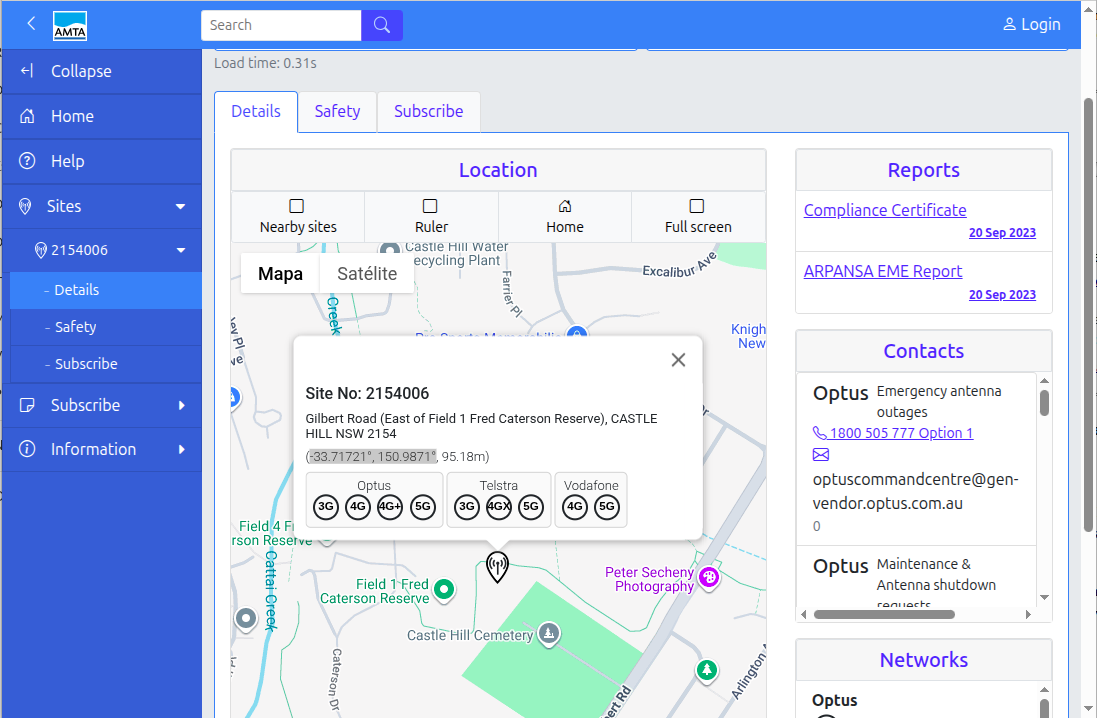 AMTA
Search
Login
Collapse
Home
Help
Sites
2154006
- Details
- Safety
- Subscribe
Subscribe
Information
Load time: 0.31s
Details
Safety
Subscribe
Location
Nearby sites
Ruler
Home
Full screen
Castle Hill Water
ecycling Plant
Mapa
Satélite
Farrier Pl
Excalibur Ave
Creek
Knigh
New
Site No: 2154006
Gilbert Road (East of Field 1 Fred Caterson Reserve), CASTLE
HILL NSW 2154
(-33.71721°, 150.9871°, 95.18m)
Optus
3G 4G 4G+ 5G
Telstra
3G 4GX 5G
Vodafone
4G 5G
Field 4 F
rson Reserve
Cattai Creek
Field 1 Fred
Caterson Reserve
Peter Secheny
Photography
Castle Hill Cemetery
Caterson Dr
Arlington A
bert Rd
Reports
Compliance Certificate
20 Sep 2023
ARPANSA EME Report
20 Sep 2023
Contacts
Optus
Emergency antenna
outages
1800 505 777 Option 1
optuscommandcentre@gen-
vendor.optus.com.au
0
Optus
Maintenance &
Antenna shutdown
requests
Networks
Optus